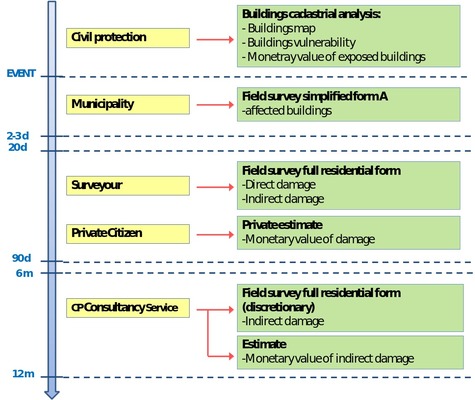 Buildings cadastrial analysis:
Civil protection
- Buildings map
- Buildings vulnerability
- Monetray value of exposed buildings
EVENT
Field survey simplified form A
Municipality
-affected buildings
2-3d
20d
Field survey full residential form
Surveyour
-Direct damage
-Indirect damage
Private estimate
Private Citizen
-Monetary value of damage
90d
6m
Field survey full residential form
(discretionary)
CP Consultancy Service
-Indirect damage
Estimate
-Monetary value of indirect damage
12m